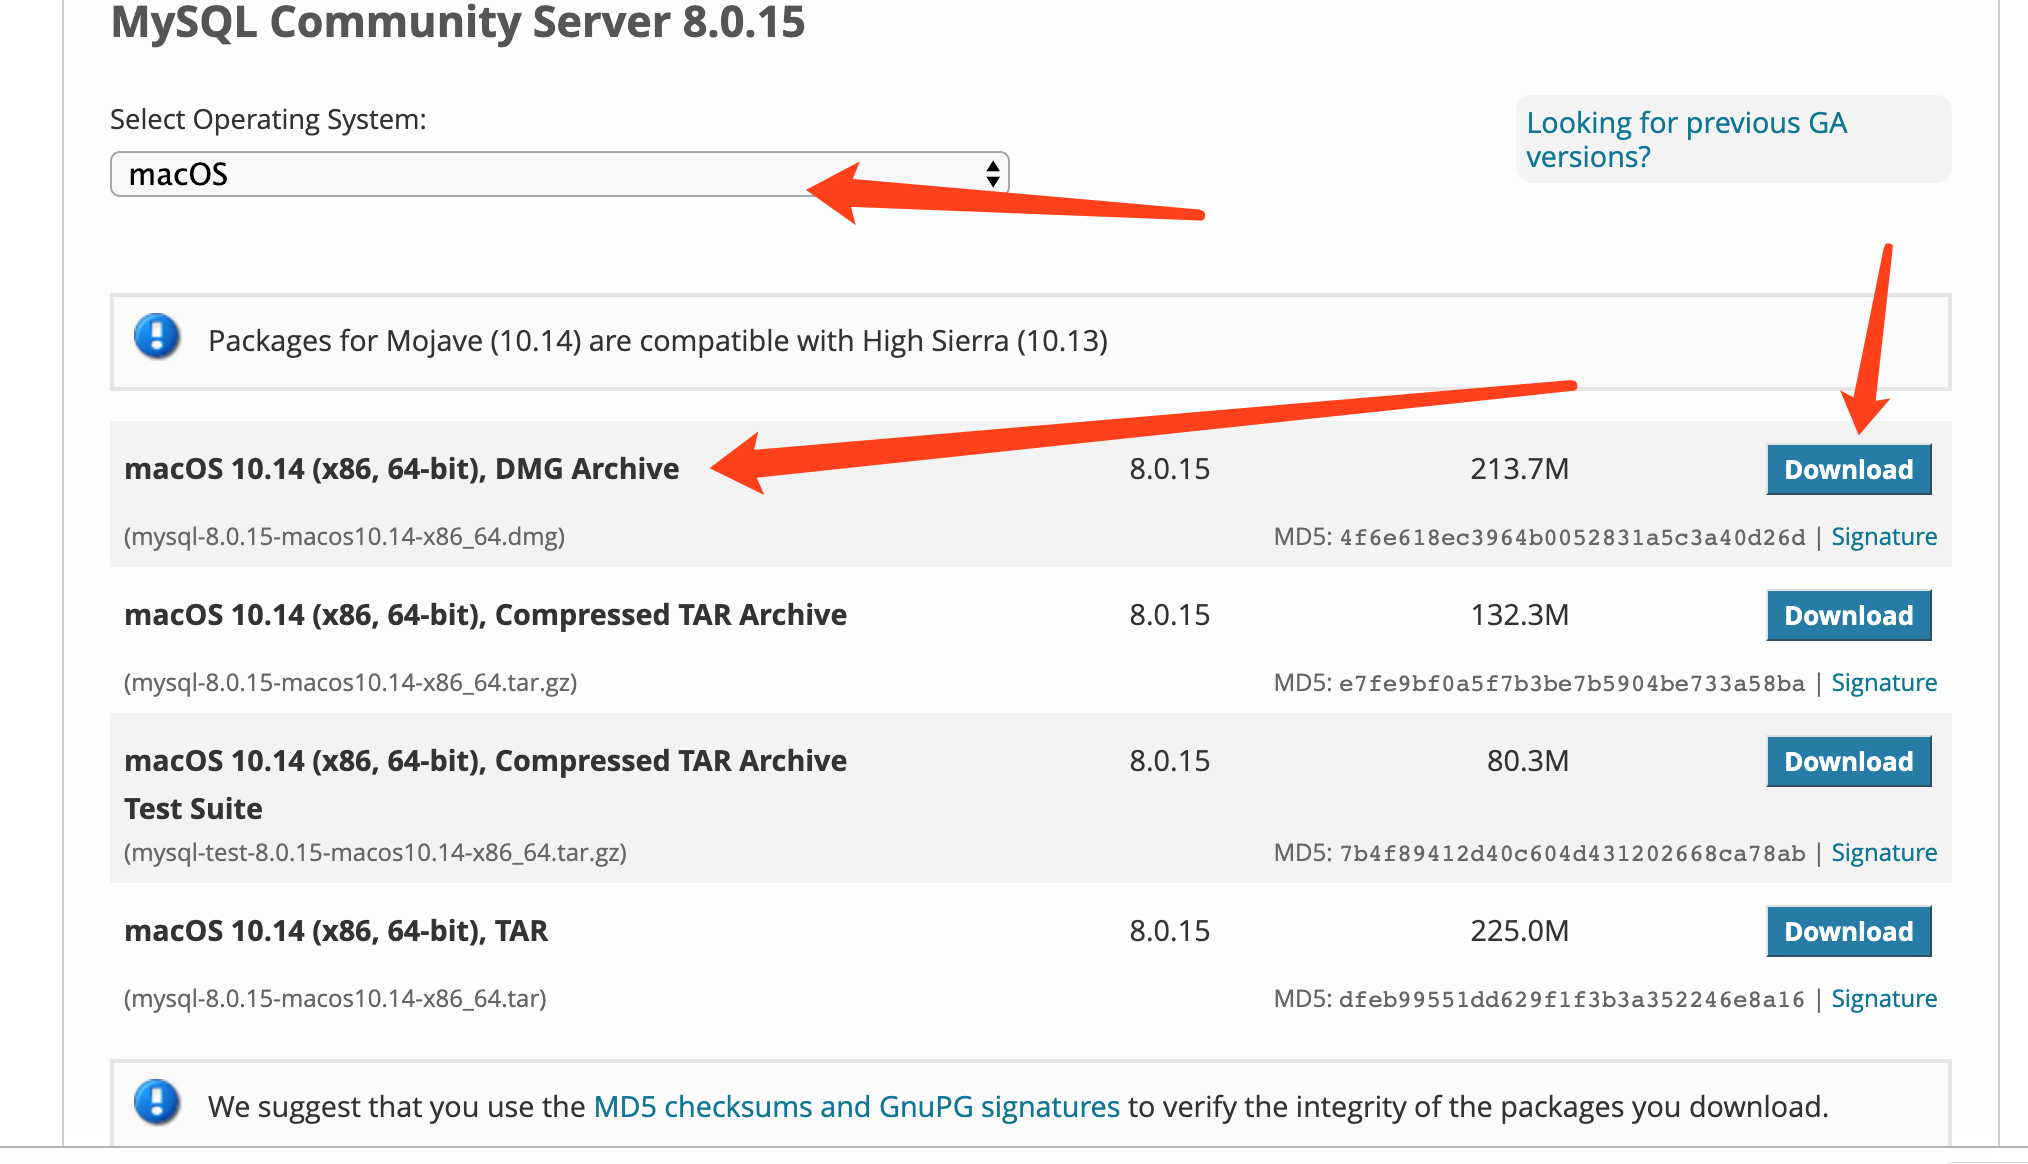 MySQL Community Server 8.0.15
Select Operating System:
Looking for previous GA
versions?
macOS
Packages for Mojave (10.14) are compatible with High Sierra (10.13)
macOS 10.14 (x86, 64-bit), DMG Archive 8.0.15 213.7M Download
(mysql-8.0.15-macos10.14-x86_64.dmg) MD5: 4f6e618ec3964b0052831a5c3a40d26d | Signature
macOS 10.14 (x86, 64-bit), Compressed TAR Archive 8.0.15 132.3M Download
(mysql-8.0.15-macos10.14-x86_64.tar.gz) MD5: e7fe9bf0a5f7b3be7b5904be733a58ba | Signature
macOS 10.14 (x86, 64-bit), Compressed TAR Archive 8.0.15 80.3M Download
Test Suite
(mysql-test-8.0.15-macos10.14-x86_64.tar.gz) MD5: 7b4f89412d40c604d431202668ca78ab | Signature
macOS 10.14 (x86, 64-bit), TAR 8.0.15 225.0M Download
(mysql-8.0.15-macos10.14-x86_64.tar) MD5: dfeb99551dd629f1f3b3a352246e8a16 | Signature
We suggest that you use the MD5 checksums and GnuPG signatures to verify the integrity of the packages you download.